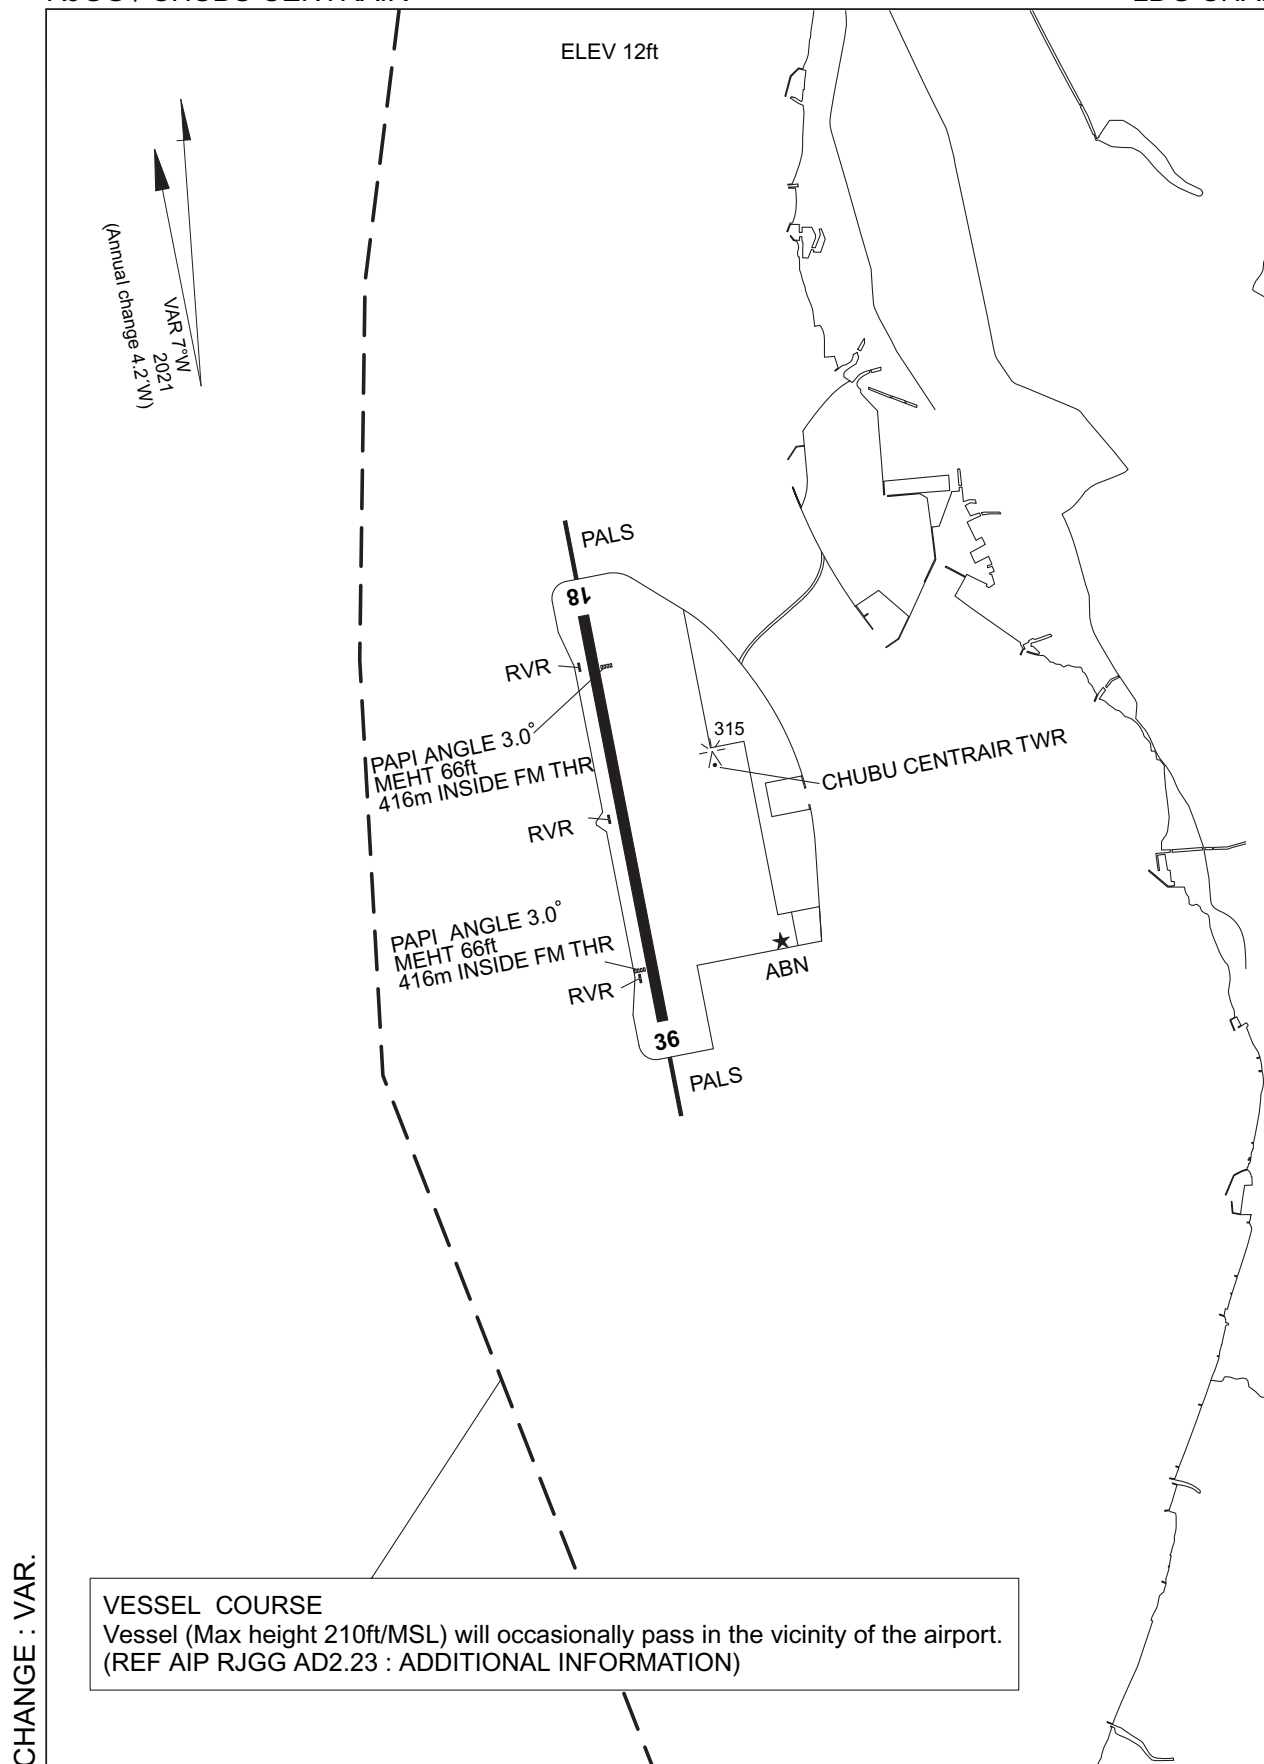 ELEV 12ft
VAR 7°W
2021
(Annual change 4.2'W)
PALS
18
RVR
PAPI ANGLE 3.0°
MEHT 66ft
416m INSIDE FM THR
315
CHUBU CENTRAIR TWR
RVR
PAPI ANGLE 3.0°
MEHT 66ft
416m INSIDE FM THR
RVR
ABN
36
PALS
VESSEL COURSE
Vessel (Max height 210ft/MSL) will occasionally pass in the vicinity of the airport.
(REF AIP RJGG AD2.23 : ADDITIONAL INFORMATION)
CHANGE : VAR.